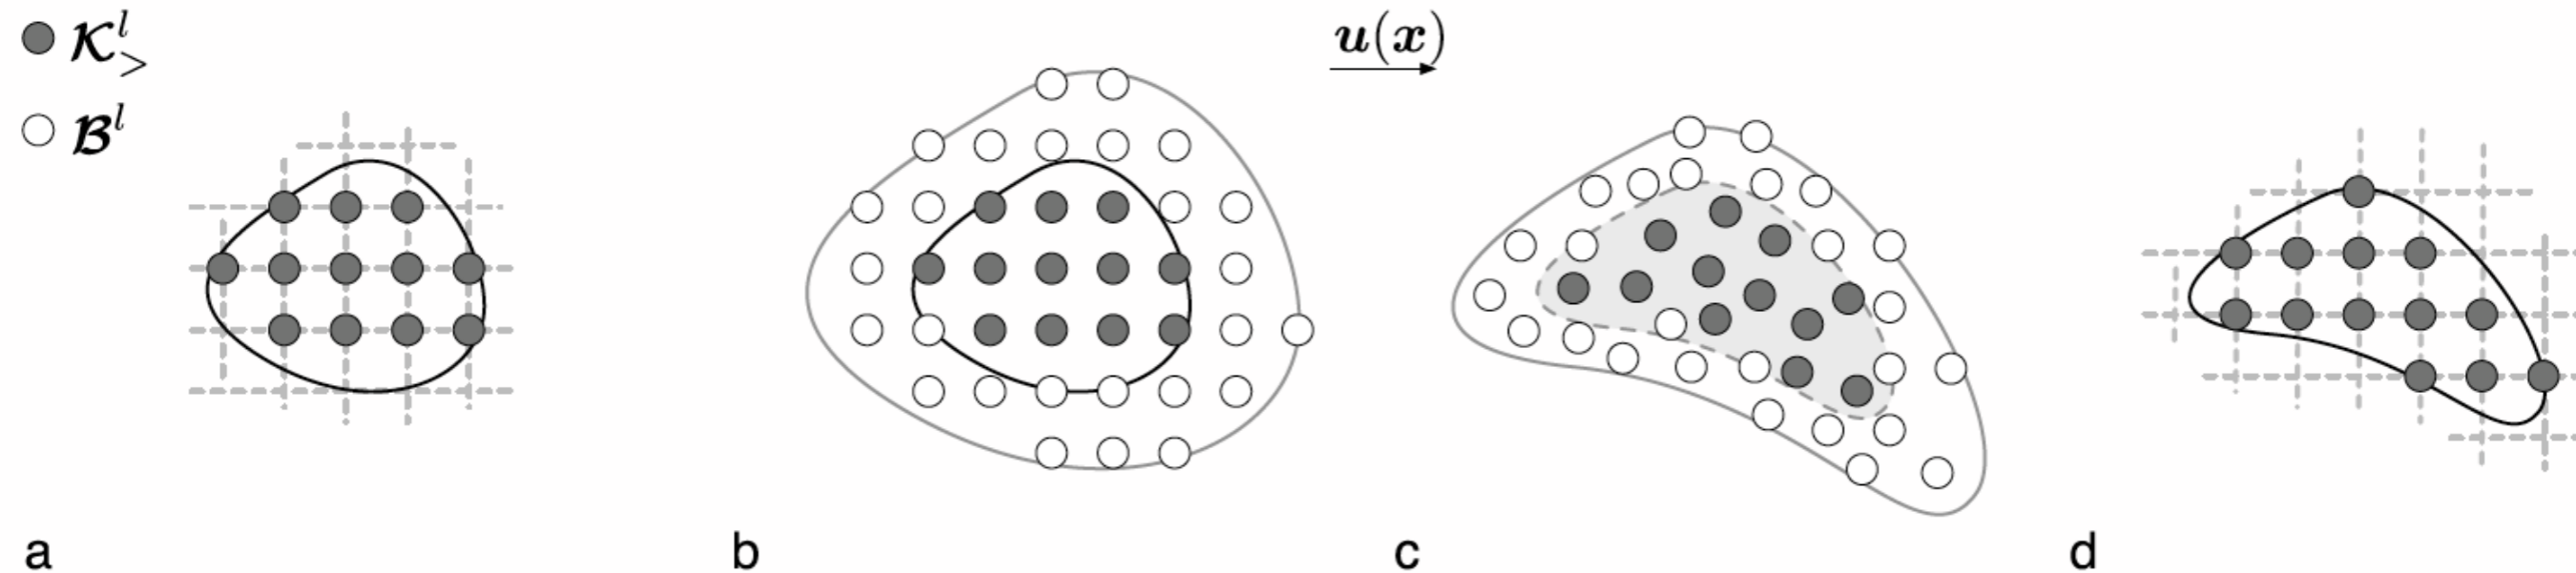 𝒦^l_>
ℬ^l
u(x)
a b c d